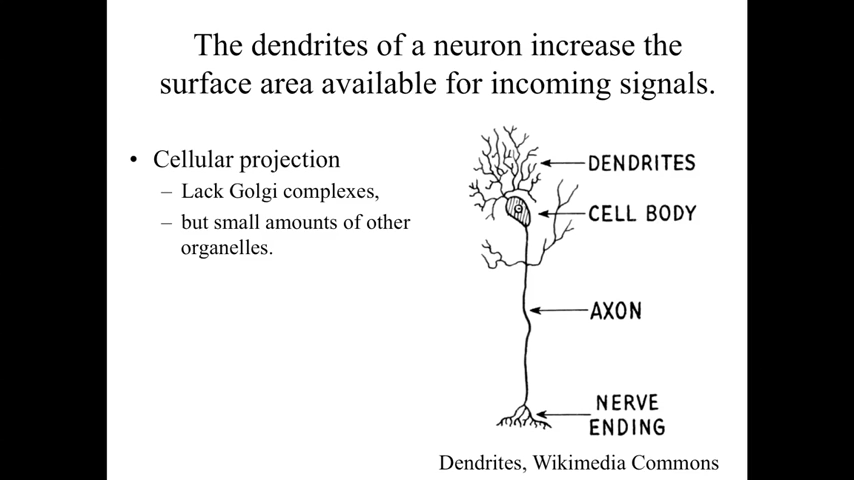 The dendrites of a neuron increase the
surface area available for incoming signals.
• Cellular projection
– Lack Golgi complexes,
– but small amounts of other
organelles.
DENDRITES
CELL BODY
AXON
NERVE
ENDING
Dendrites, Wikimedia Commons